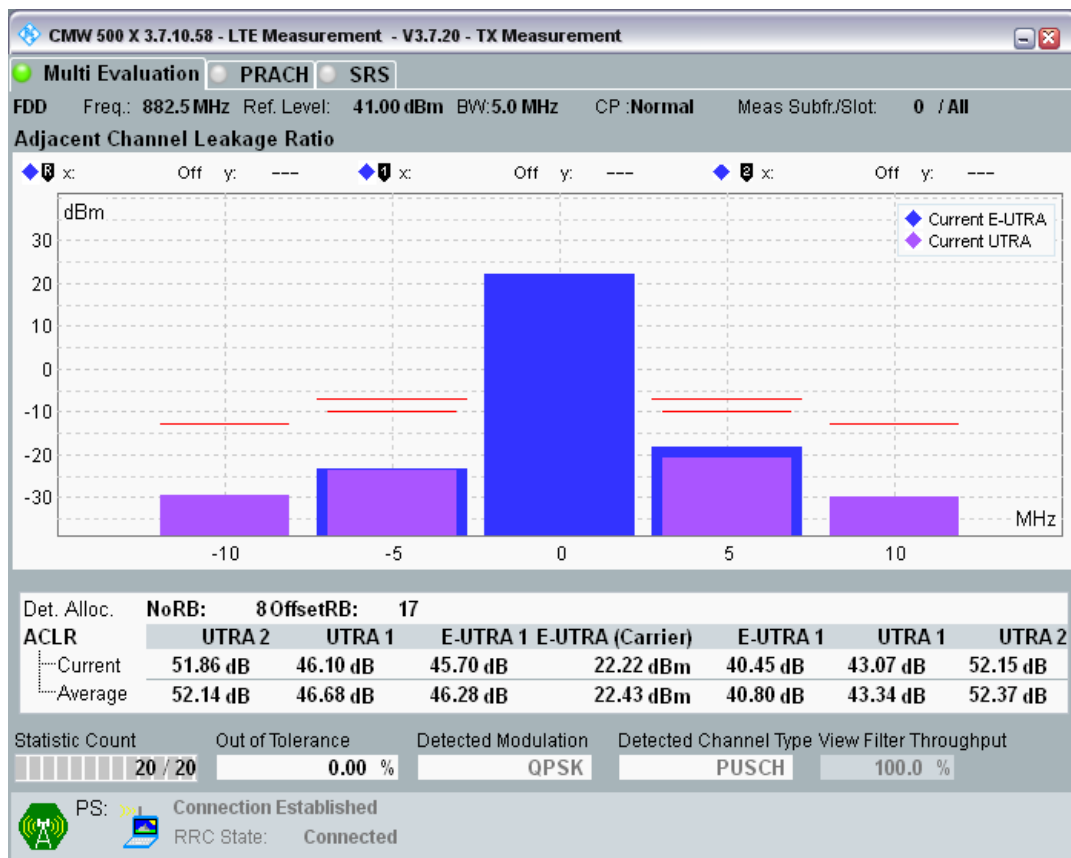 CMW 500 X 3.7.10.58 - LTE Measurement - V3.7.20 - TX Measurement
Multi Evaluation PRACH SRS
FDD Freq.: 882.5 MHz Ref. Level: 41.00 dBm BW:5.0 MHz CP :Normal Meas Subfr./Slot: 0 / All
Adjacent Channel Leakage Ratio
R x: Off y: --- 1 x: Off y: --- 2 x: Off y: ---
dBm
Current E-UTRA
Current UTRA
30
20
10
0
-10
-20
-30
MHz
-10 -5 0 5 10
Det. Alloc. NoRB: 8 OffsetRB: 17
ACLR UTRA 2 UTRA 1 E-UTRA 1 E-UTRA (Carrier) E-UTRA 1 UTRA 1 UTRA 2
Current 51.86 dB 46.10 dB 45.70 dB 22.22 dBm 40.45 dB 43.07 dB 52.15 dB
Average 52.14 dB 46.68 dB 46.28 dB 22.43 dBm 40.80 dB 43.34 dB 52.37 dB
Statistic Count Out of Tolerance Detected Modulation Detected Channel Type View Filter Throughput
20 / 20 0.00 % QPSK PUSCH 100.0 %
PS: Connection Established
RRC State: Connected